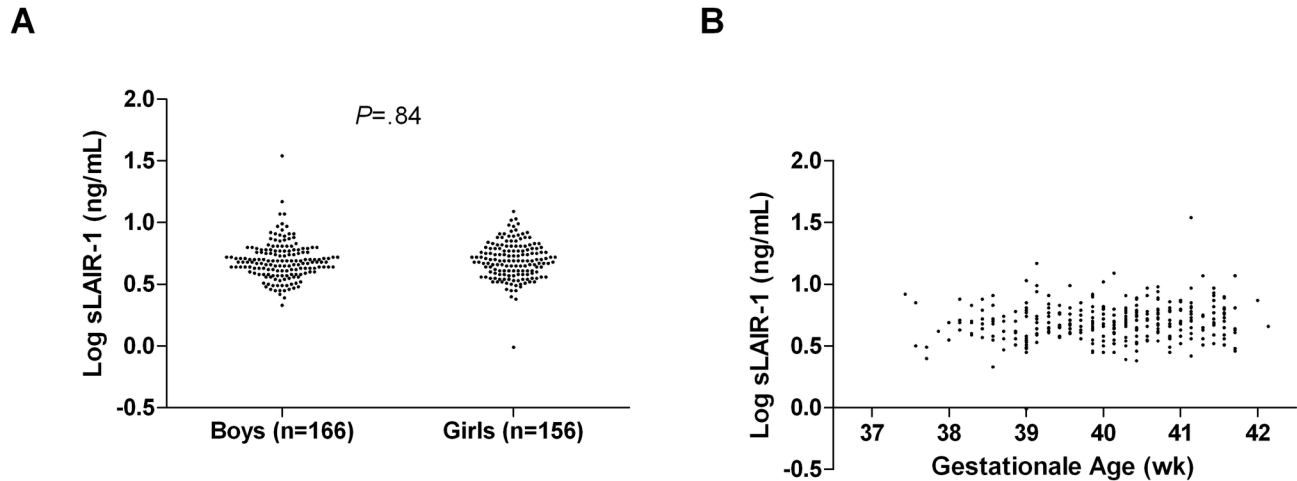 A
B
P=.84
Log sLAIR-1 (ng/mL)
2.0
1.5
1.0
0.5
0.0
-0.5
Boys (n=166)
Girls (n=156)
Log sLAIR-1 (ng/mL)
2.0
1.5
1.0
0.5
0.0
-0.5
37
38
39
40
41
42
Gestationale Age (wk)